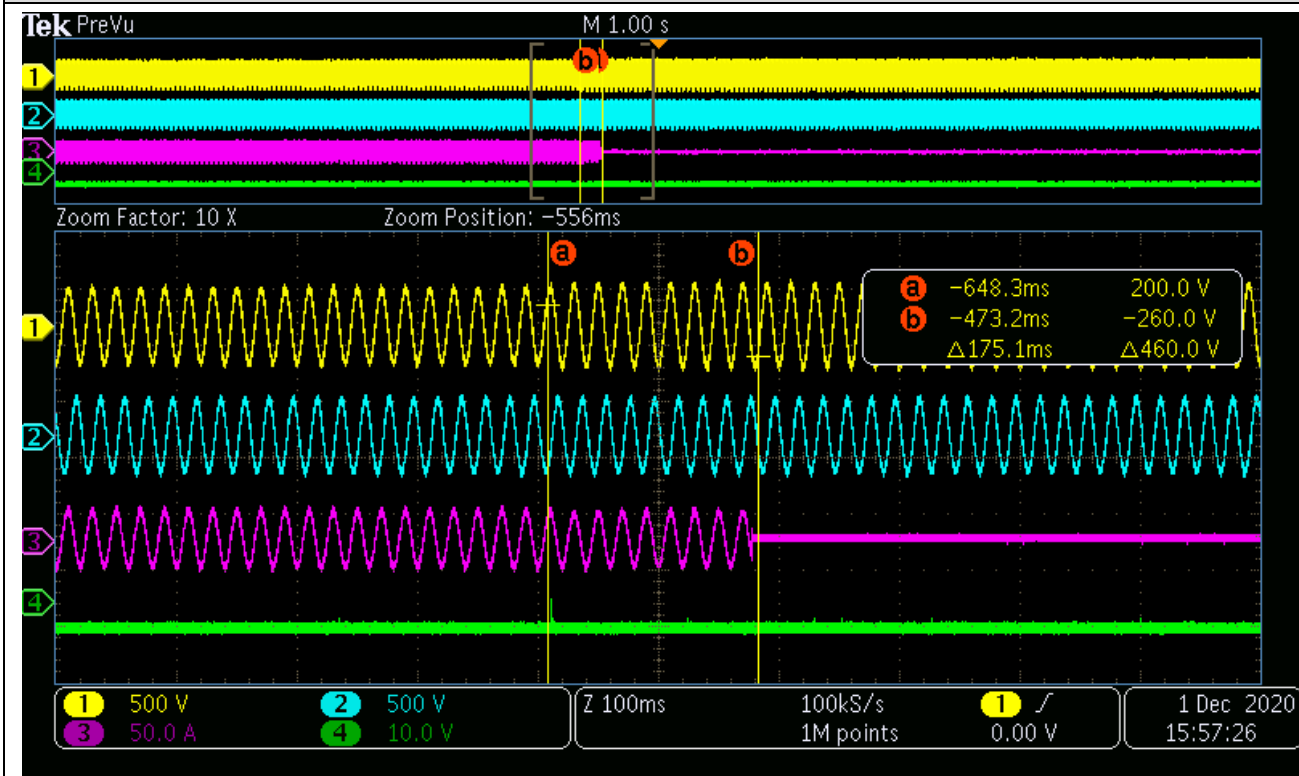 Tek PreVu M 1.00 s
b
1
2
3
4
Zoom Factor: 10 X Zoom Position: −556ms
a b
a −648.3ms 200.0 V
b −473.2ms −260.0 V
△175.1ms △460.0 V
1
2
3
4
1 500 V 2 500 V Z 100ms 100kS/s 1 1 Dec 2020
3 50.0 A 4 10.0 V 1M points 0.00 V 15:57:26